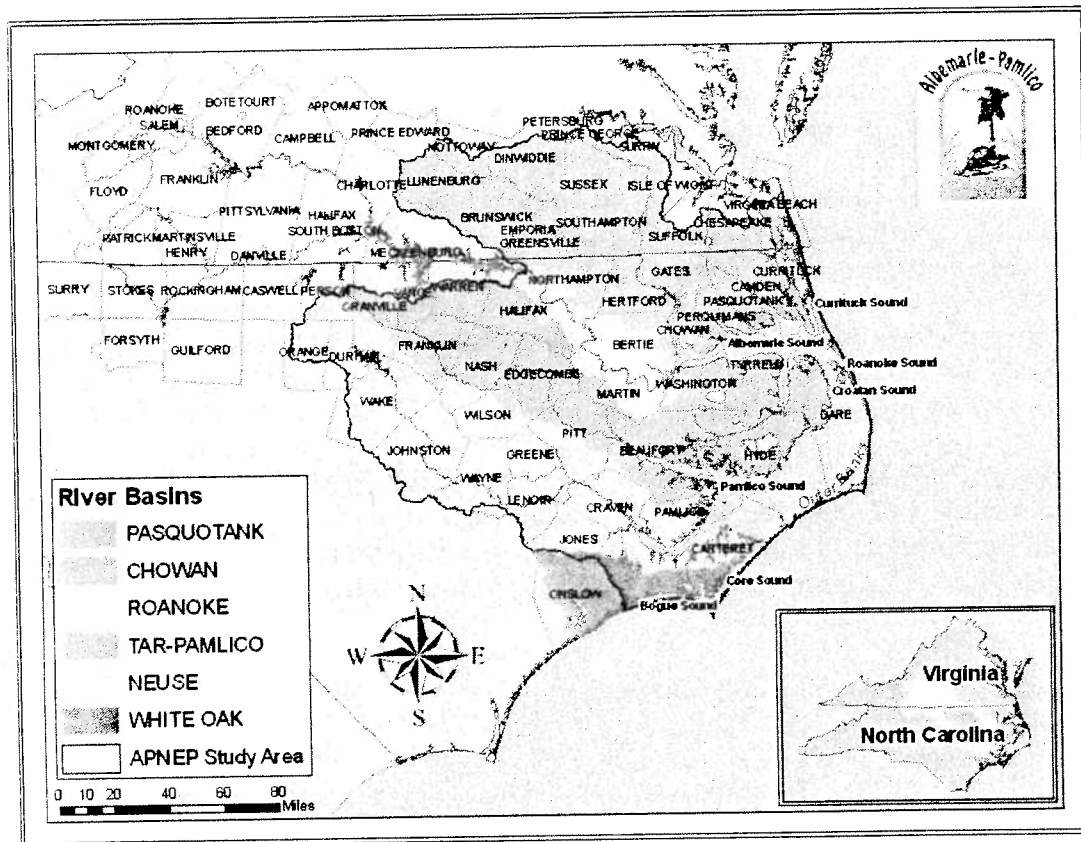 Albemarle-Pamlico
ROANOKE
BOTETOURT
APPOMATTOX
SALEM
BEDFORD
CAMPBELL
PRINCE EDWARD
PETERSBURG
PRINCE GEORGE
MONTGOMERY
NOTTOWAY
DINWIDDIE
SURRY
FLOYD
FRANKLIN
CHARLOTTE
LUNENBURG
SUSSEX
ISLE OF WIGHT
VIRGINIA BEACH
PITTSYLVANIA
HALIFAX
BRUNSWICK
SOUTHAMPTON
CHESAPEAKE
PATRICK
MARTINSVILLE
SOUTH BOSTON
EMPORIA
GREENSVILLE
SUFFOLK
HENRY
DANVILLE
MECKLENBURG
SURRY
STOKES
ROCKINGHAM
CASWELL
PERSON
VANCE
WARREN
NORTHAMPTON
GATES
CURRITUCK
CAMDEN
GRANVILLE
HALIFAX
HERTFORD
PASQUOTANK
Currituck Sound
PERQUIMANS
CHOWAN
FORSYTH
GUILFORD
ORANGE
DURHAM
FRANKLIN
NASH
EDGECOMBE
BERTIE
Albemarle Sound
TYRRELL
Roanoke Sound
WASHINGTON
Croatan Sound
MARTIN
WAKE
WILSON
DARE
PITT
JOHNSTON
GREENE
BEAUFORT
HYDE
WAYNE
Pamlico Sound
Outer Banks
LENOIR
CRAVEN
PAMLICO
JONES
CARTERET
Core Sound
ONSLOW
Bogue Sound
River Basins
PASQUOTANK
CHOWAN
ROANOKE
TAR-PAMLICO
NEUSE
WHITE OAK
APNEP Study Area
0 10 20 40 60 80
Miles
N
W E
S
Virginia
North Carolina